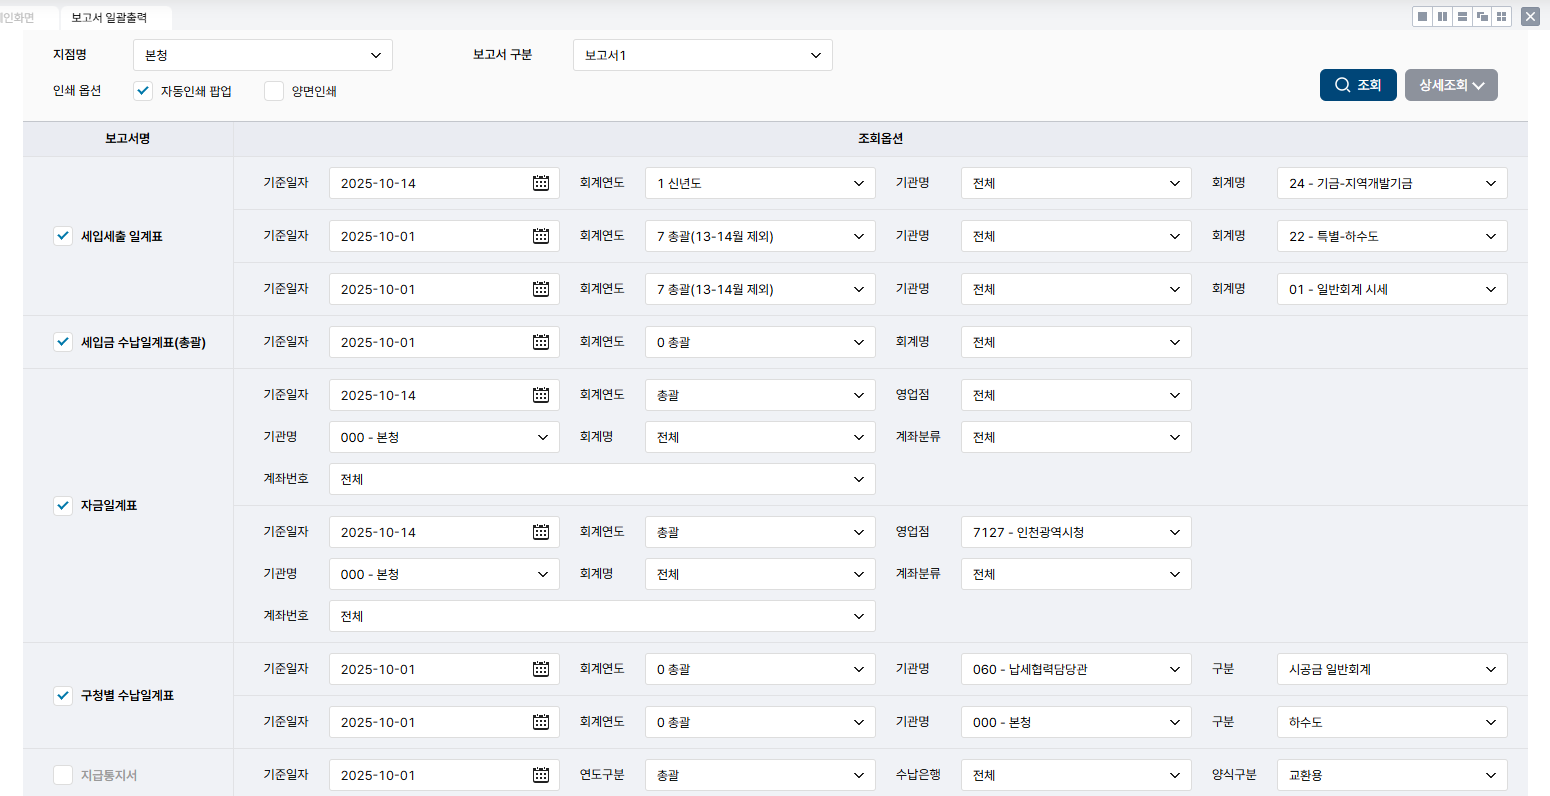 인화면 보고서 일괄출력
지점명 본청 보고서 구분 보고서1
인쇄 옵션 자동인쇄 팝업 양면인쇄 조회 상세조회
보고서명 조회옵션
기준일자 2025-10-14 회계연도 1 신년도 기관명 전체 회계명 24 - 기금-지역개발기금
세입세출 일계표 기준일자 2025-10-01 회계연도 7 총괄(13-14월 제외) 기관명 전체 회계명 22 - 특별-하수도
기준일자 2025-10-01 회계연도 7 총괄(13-14월 제외) 기관명 전체 회계명 01 - 일반회계 시세
세입금 수납일계표(총괄) 기준일자 2025-10-01 회계연도 0 총괄 회계명 전체
기준일자 2025-10-14 회계연도 총괄 영업점 전체
기관명 000 - 본청 회계명 전체 계좌분류 전체
계좌번호 전체
자금일계표
기준일자 2025-10-14 회계연도 총괄 영업점 7127 - 인천광역시청
기관명 000 - 본청 회계명 전체 계좌분류 전체
계좌번호 전체
기준일자 2025-10-01 회계연도 0 총괄 기관명 060 - 납세협력담당관 구분 시공금 일반회계
구청별 수납일계표
기준일자 2025-10-01 회계연도 0 총괄 기관명 000 - 본청 구분 하수도
지급통지서 기준일자 2025-10-01 연도구분 총괄 수납은행 전체 양식구분 교환용